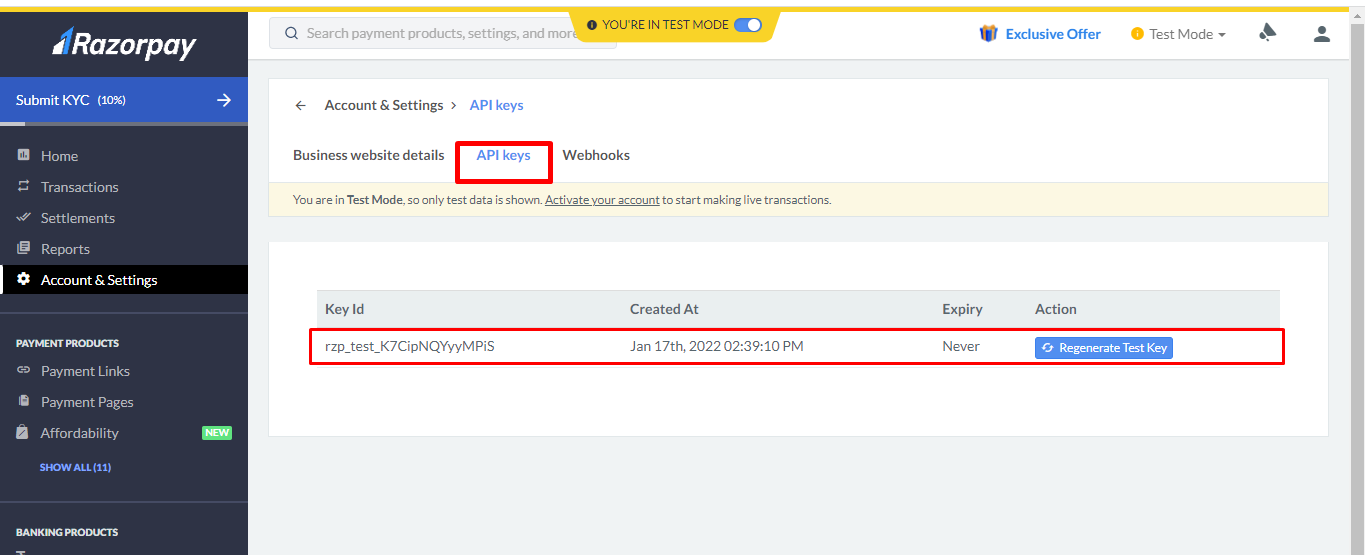 YOU'RE IN TEST MODE
Razorpay
Search payment products, settings, and more
Exclusive Offer
Test Mode
Submit KYC (10%)
Account & Settings > API keys
Business website details API keys Webhooks
You are in Test Mode, so only test data is shown. Activate your account to start making live transactions.
Home
Transactions
Settlements
Reports
Account & Settings
PAYMENT PRODUCTS
Payment Links
Payment Pages
Affordability NEW
SHOW ALL (11)
BANKING PRODUCTS
Key Id Created At Expiry Action
rzp_test_K7CipNQYyyMPiS Jan 17th, 2022 02:39:10 PM Never Regenerate Test Key